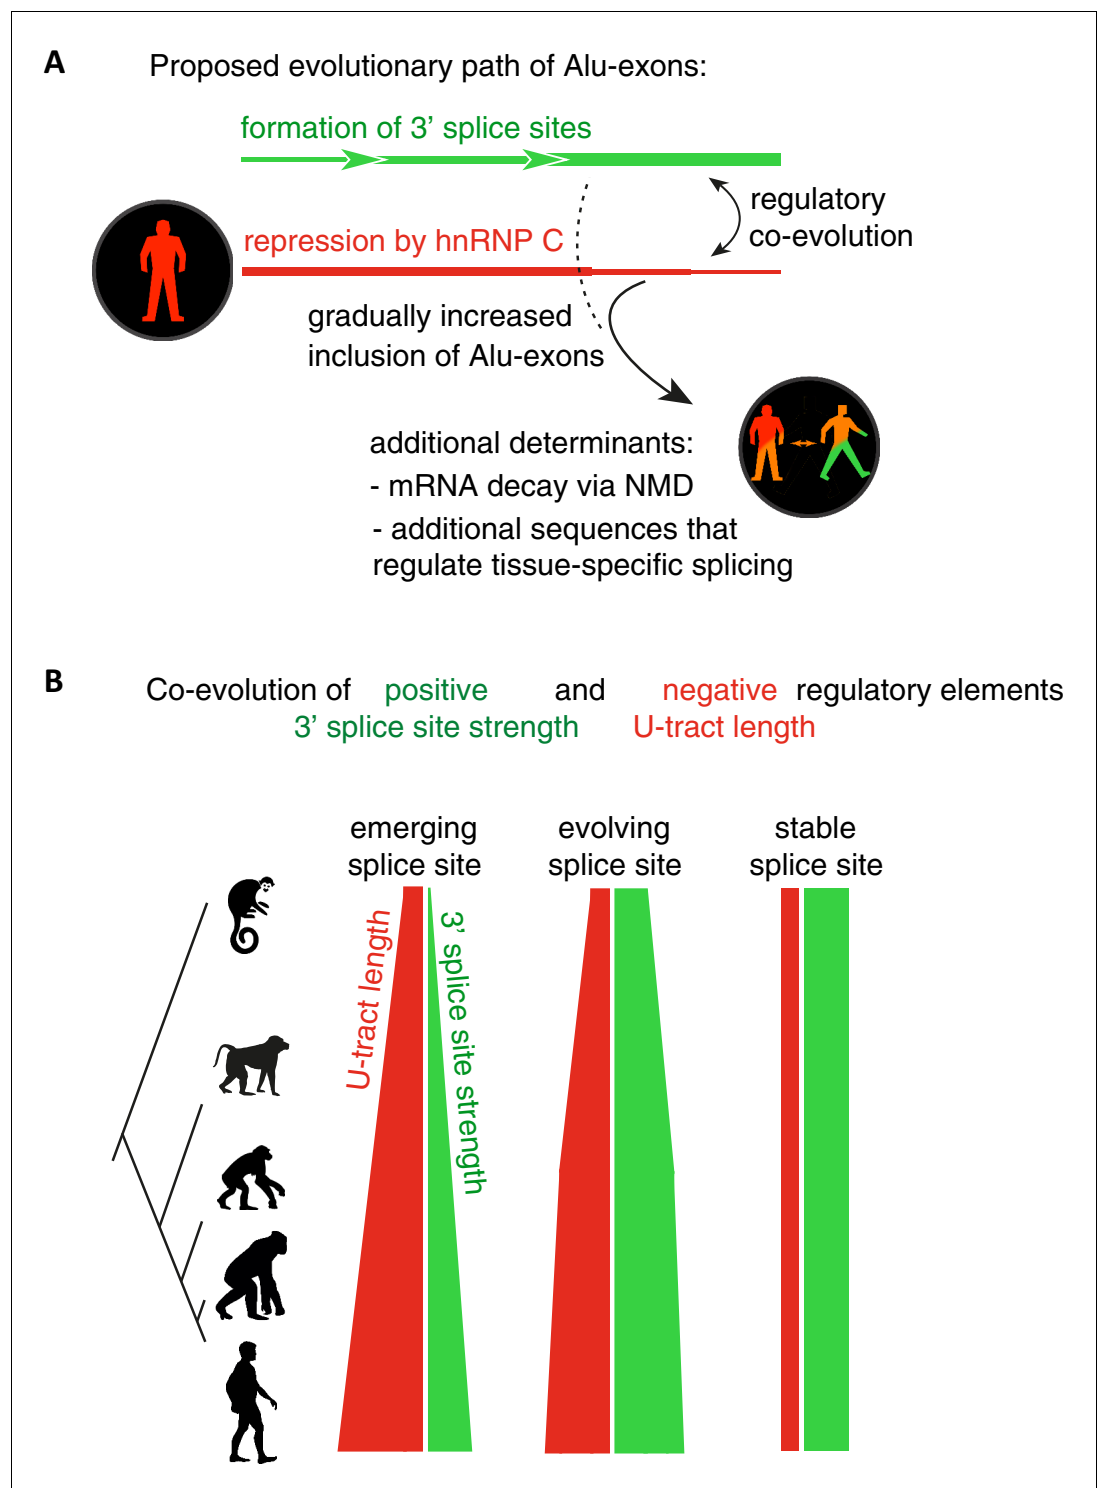 A
Proposed evolutionary path of Alu-exons:
formation of 3’ splice sites
regulatory
co-evolution
repression by hnRNP C
gradually increased
inclusion of Alu-exons
additional determinants:
- mRNA decay via NMD
- additional sequences that
regulate tissue-specific splicing
B
Co-evolution of positive and negative regulatory elements
3’ splice site strength U-tract length
emerging
splice site
evolving
splice site
stable
splice site
U-tract length
3’ splice site strength